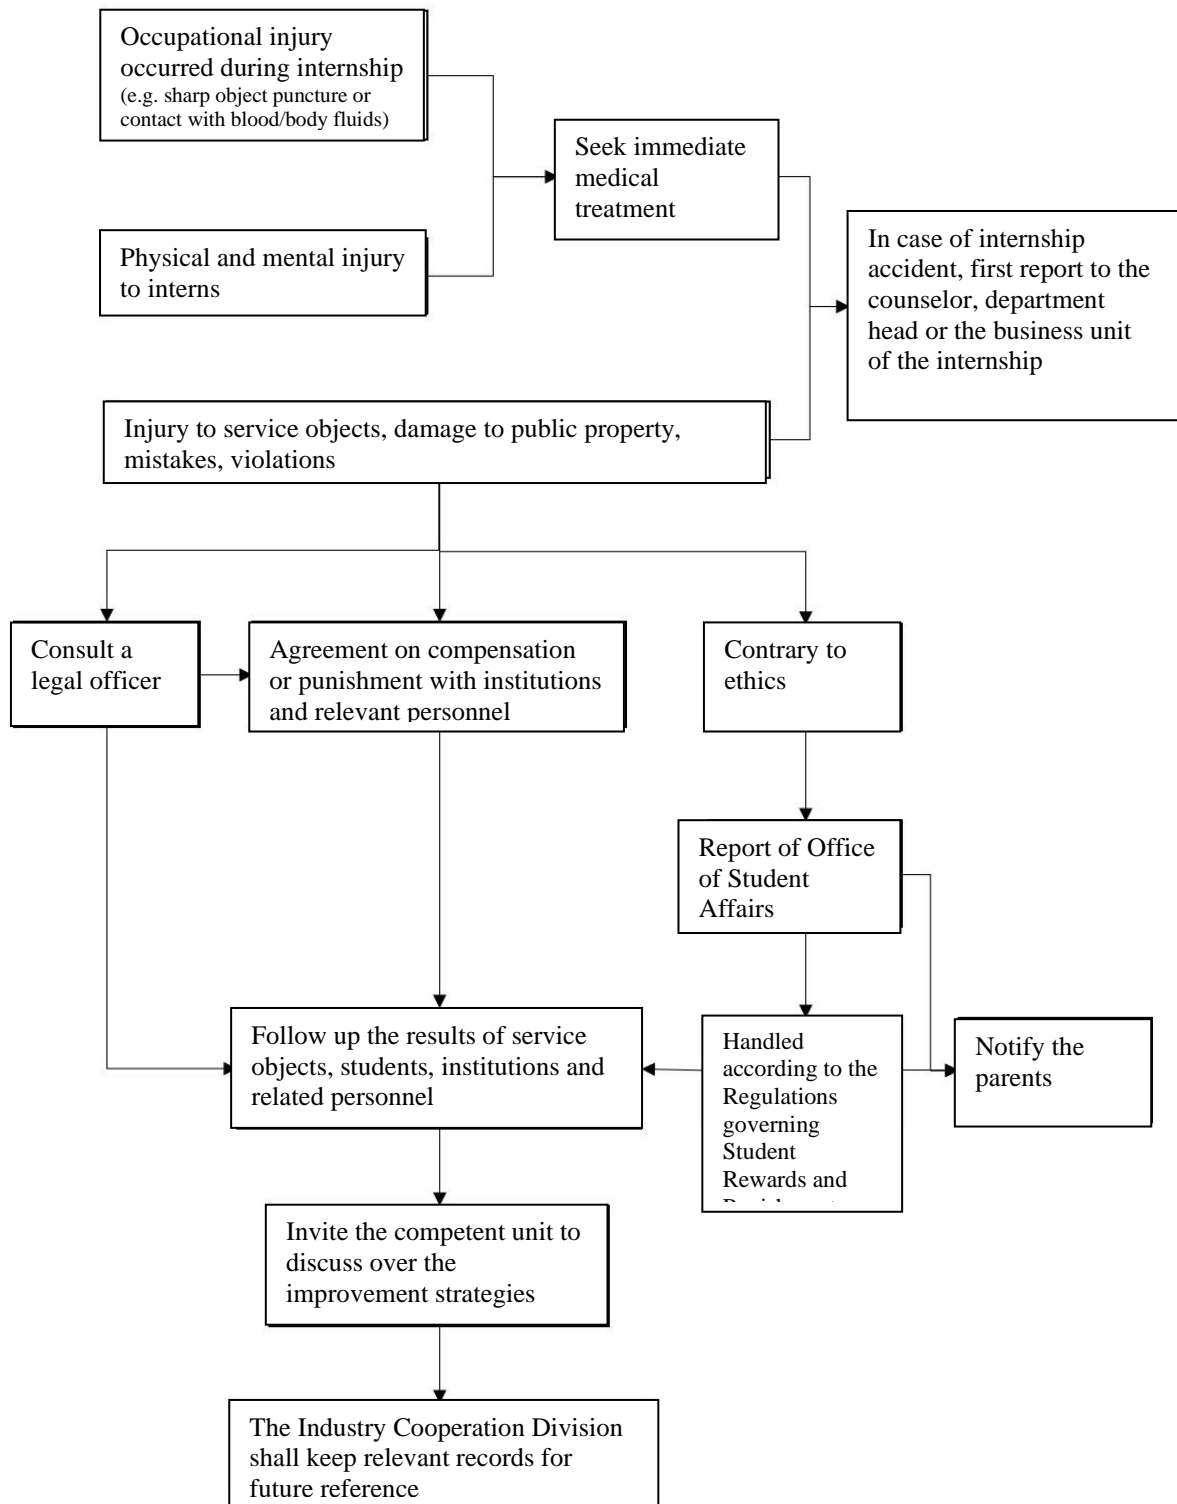 Occupational injury
occurred during internship
(e.g. sharp object puncture or
contact with blood/body fluids)
Seek immediate
medical
treatment
Physical and mental injury
to interns
In case of internship
accident, first report to the
counselor, department
head or the business unit
of the internship
Injury to service objects, damage to public property,
mistakes, violations
Consult a
legal officer
Agreement on compensation
or punishment with institutions
and relevant personnel
Contrary to
ethics
Report of Office
of Student
Affairs
Follow up the results of service
objects, students, institutions and
related personnel
Handled
according to the
Regulations
governing
Student
Rewards and
Notify the
parents
Invite the competent unit to
discuss over the
improvement strategies
The Industry Cooperation Division
shall keep relevant records for
future reference